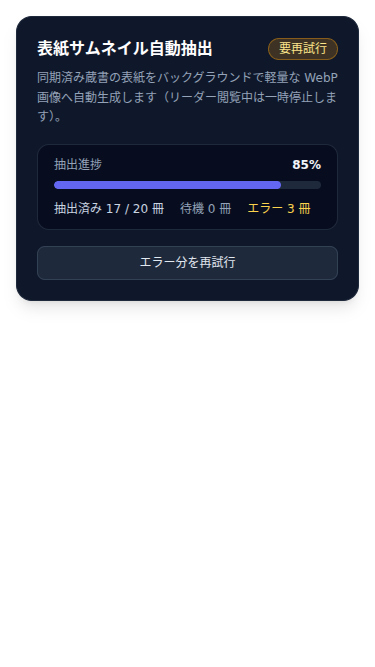 表紙サムネイル自動抽出
要再試行
同期済み蔵書の表紙をバックグラウンドで軽量な WebP
画像へ自動生成します（リーダー閲覧中は一時停止しま
す）。
抽出進捗
85%
抽出済み 17 / 20 冊 待機 0 冊 エラー 3 冊
エラー分を再試行